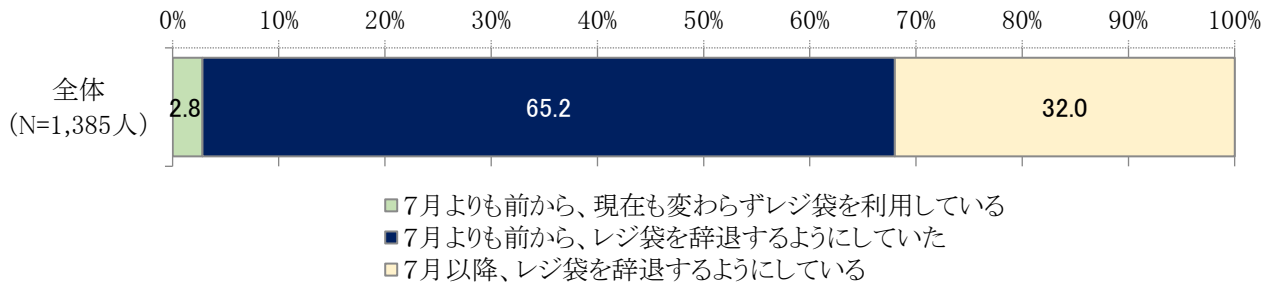 0% 10% 20% 30% 40% 50% 60% 70% 80% 90% 100%
全体
（N=1,385人）
2.8 65.2 32.0
７月よりも前から、現在も変わらずレジ袋を利用している
７月よりも前から、レジ袋を辞退するようにしていた
７月以降、レジ袋を辞退するようにしている